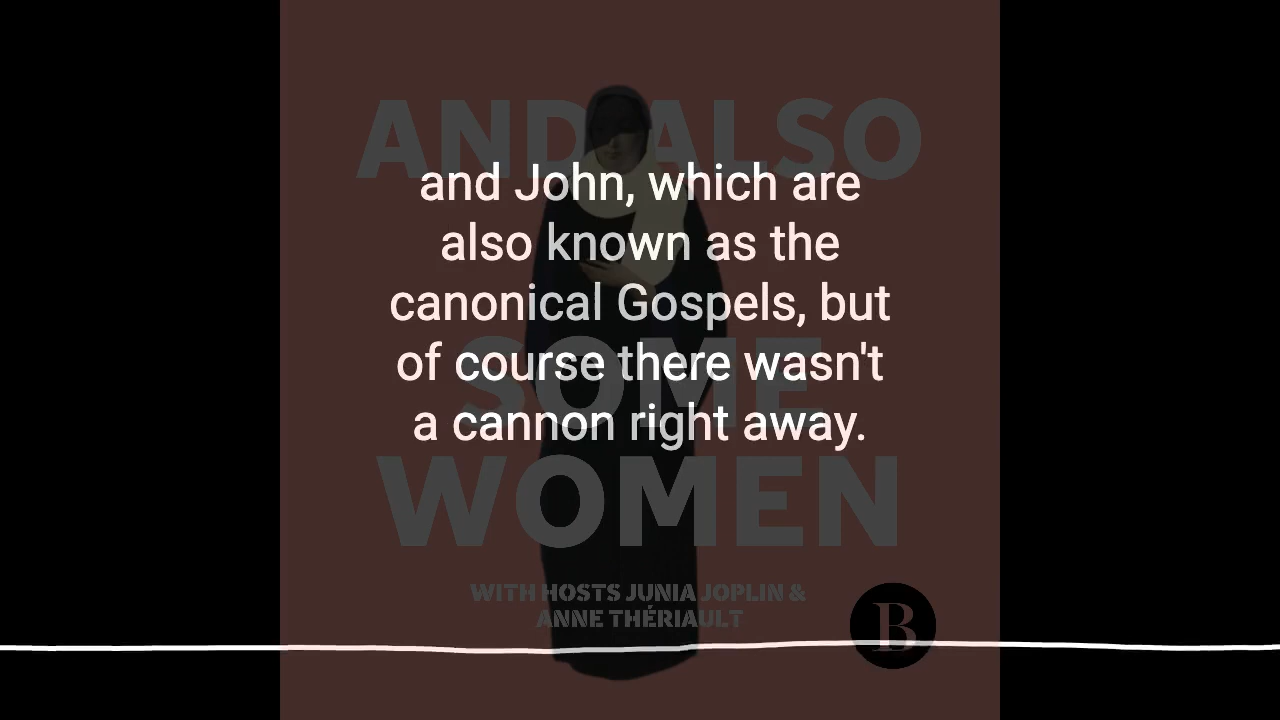 AND ALSO
and John, which are
also known as the
canonical Gospels, but
of course there wasn't
SOME
a cannon right away.
WOMEN
WITH HOSTS JUNIA JOPLIN &
ANNE THÉRIAULT
B